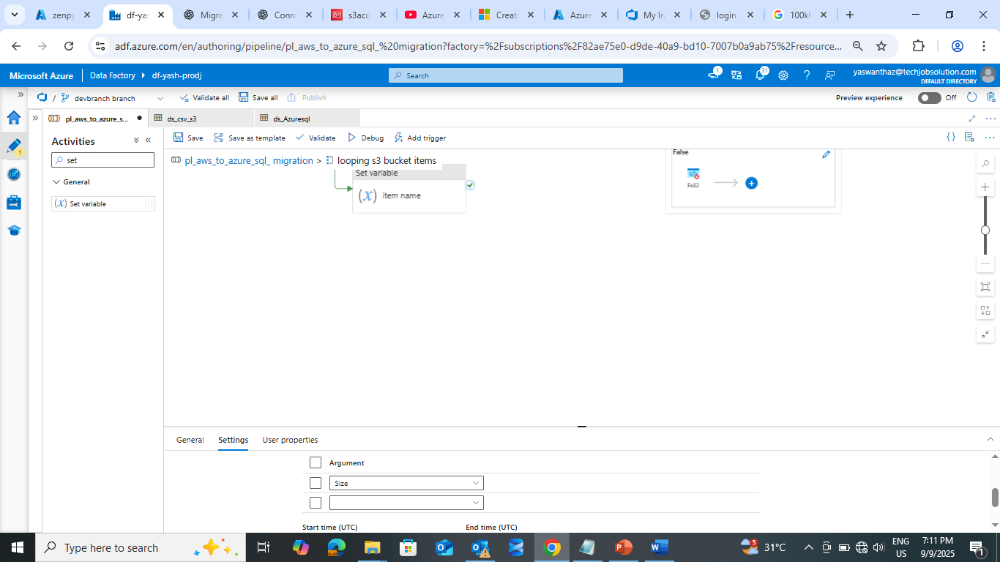 zenpy
df-yas
Migra
Conne
s3acc
Azure
Creat
Azure
My In
login.
100kb
adf.azure.com/en/authoring/pipeline/pl_aws_to_azure_sql_%20migration?factory=%2Fsubscriptions%2F82ae75e0-d9de-40a9-bd10-7007b0a9ab75%2Fresource...
Microsoft Azure Data Factory df-yash-prodj Search 1 31 yaswanthaz@techjobsolution.com
DEFAULT DIRECTORY
/ devbranch branch Validate all Save all Publish Preview experience Off
pl_aws_to_azure_s... ds_csv_s3 ds_Azuresql
Activities
Save Save as template Validate Debug Add trigger
set
pl_aws_to_azure_sql_ migration > looping s3 bucket items
General
Set variable
Set variable
(x) item name
False
Fail2
General Settings User properties
Argument
Size
Start time (UTC) End time (UTC)
Type here to search
5
31°C
ENG
US
7:11 PM
9/9/2025
1